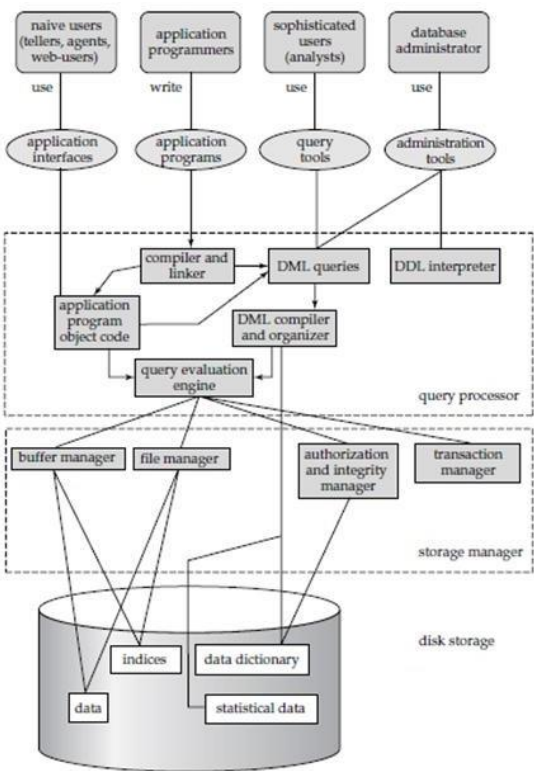 naive users
(tellers, agents,
web-users)
application
programmers
sophisticated
users
(analysts)
database
administrator
use
write
use
use
application
interfaces
application
programs
query
tools
administration
tools
compiler and
linker
DML queries
DDL interpreter
application
program
object code
DML compiler
and organizer
query evaluation
engine
query processor
buffer manager
file manager
authorization
and integrity
manager
transaction
manager
storage manager
disk storage
indices
data dictionary
data
statistical data